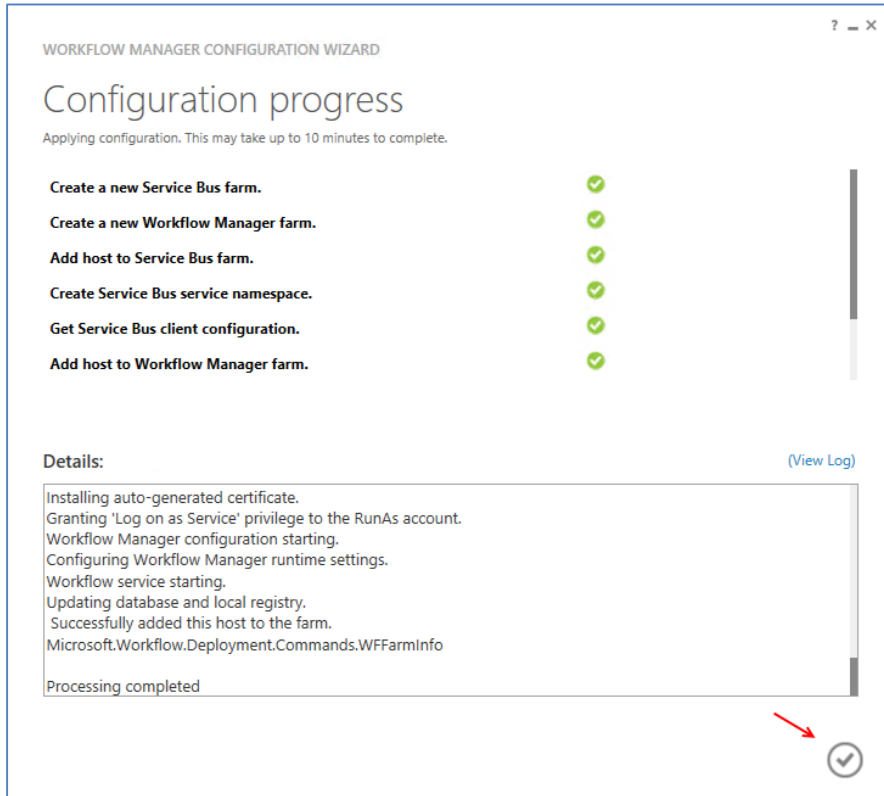 ? – ×
WORKFLOW MANAGER CONFIGURATION WIZARD
Configuration progress
Applying configuration. This may take up to 10 minutes to complete.
Create a new Service Bus farm.
Create a new Workflow Manager farm.
Add host to Service Bus farm.
Create Service Bus service namespace.
Get Service Bus client configuration.
Add host to Workflow Manager farm.
Details:
(View Log)
Installing auto-generated certificate.
Granting 'Log on as Service' privilege to the RunAs account.
Workflow Manager configuration starting.
Configuring Workflow Manager runtime settings.
Workflow service starting.
Updating database and local registry.
Successfully added this host to the farm.
Microsoft.Workflow.Deployment.Commands.WFFarmInfo
Processing completed